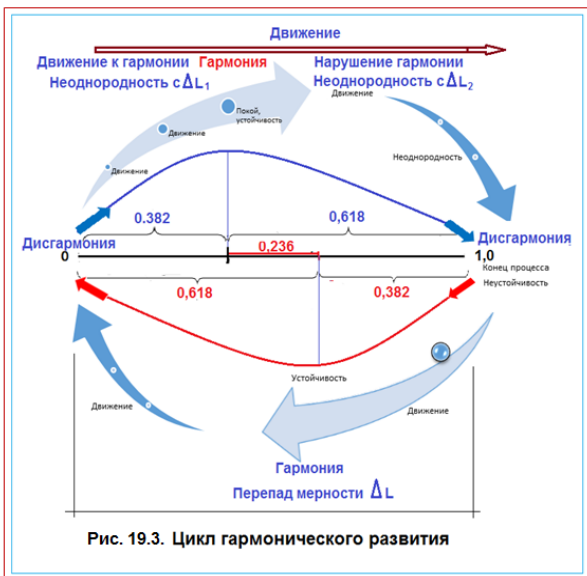 Движение
Движение к гармонии Гармония Нарушение гармонии
Неоднородность с ΔL₁ Неоднородность с ΔL₂
Движение
Покой,
устойчивость
Движение
Движение
Неоднородность
0.382 0,618
Дисгармония Дисгармония
0 0,236 1,0
Конец процесса
Неустойчивость
0,618 0,382
Устойчивость
Движение Движение
Гармония
Перепад мерности ΔL
Рис. 19.3. Цикл гармонического развития